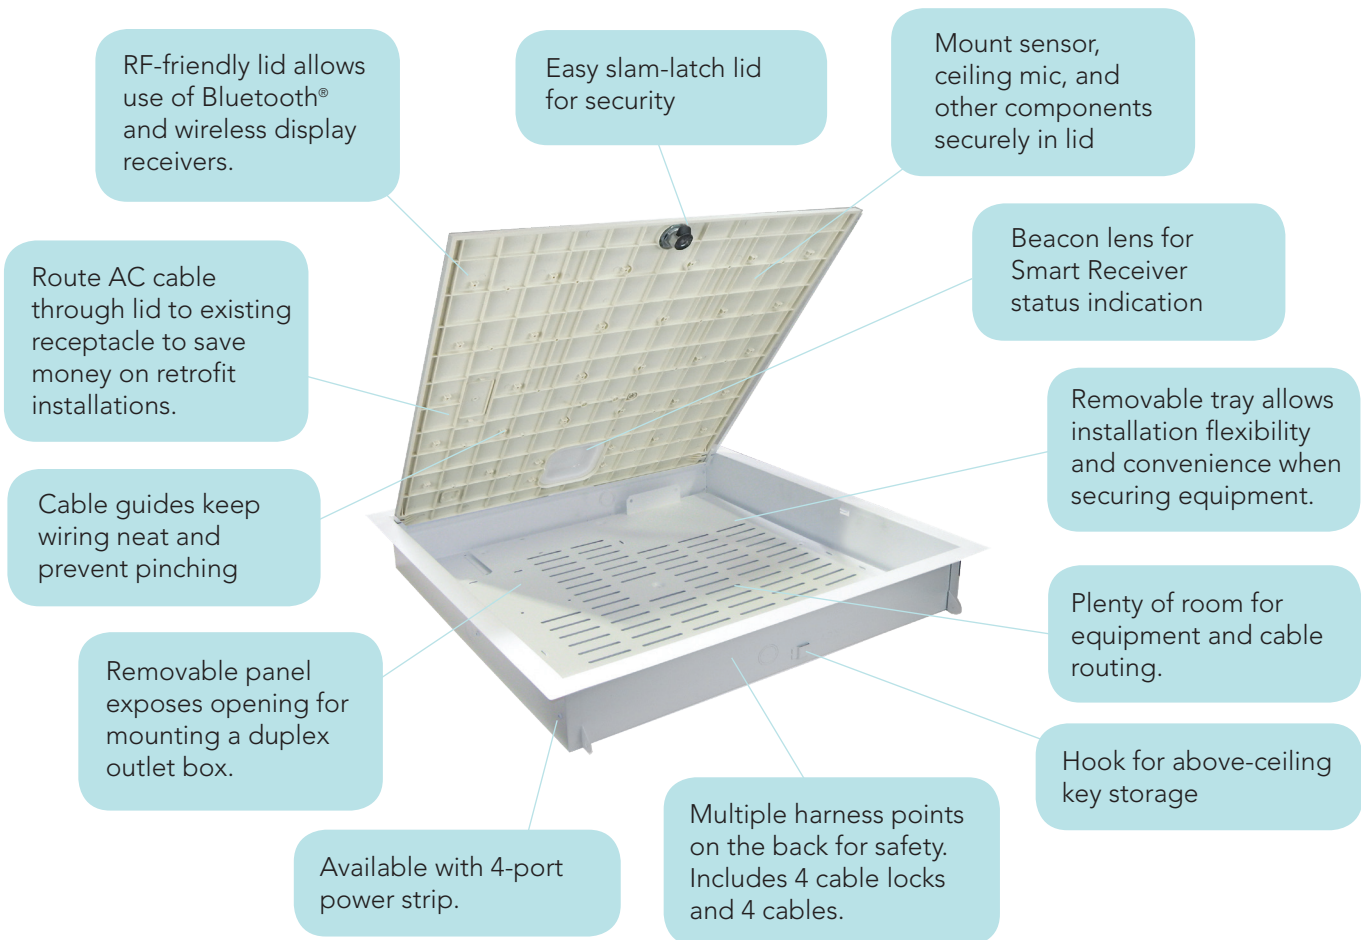 RF-friendly lid allows
use of Bluetooth®
and wireless display
receivers.
Easy slam-latch lid
for security
Mount sensor,
ceiling mic, and
other components
securely in lid
Route AC cable
through lid to existing
receptacle to save
money on retrofit
installations.
Beacon lens for
Smart Receiver
status indication
Removable tray allows
installation flexibility
and convenience when
securing equipment.
Cable guides keep
wiring neat and
prevent pinching
Plenty of room for
equipment and cable
routing.
Removable panel
exposes opening for
mounting a duplex
outlet box.
Hook for above-ceiling
key storage
Multiple harness points
on the back for safety.
Includes 4 cable locks
and 4 cables.
Available with 4-port
power strip.